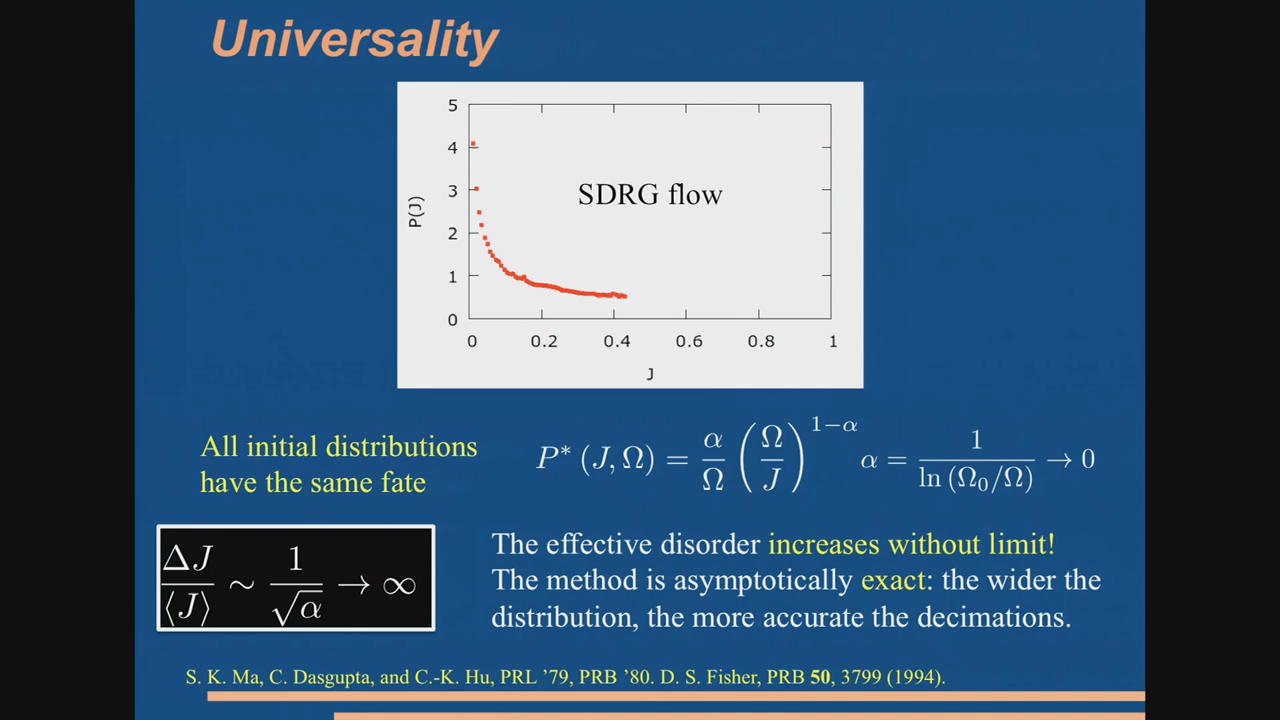 Universality
5
4
3
2
1
0
P(J)
SDRG flow
0 0.2 0.4 0.6 0.8 1
J
All initial distributions
have the same fate
P* (J, Ω) = α/Ω (Ω/J)^{1−α} α = 1/ln (Ω₀/Ω) → 0
ΔJ/⟨J⟩ ~ 1/√α → ∞
The effective disorder increases without limit!
The method is asymptotically exact: the wider the
distribution, the more accurate the decimations.
S. K. Ma, C. Dasgupta, and C.-K. Hu, PRL ’79, PRB ’80. D. S. Fisher, PRB 50, 3799 (1994).